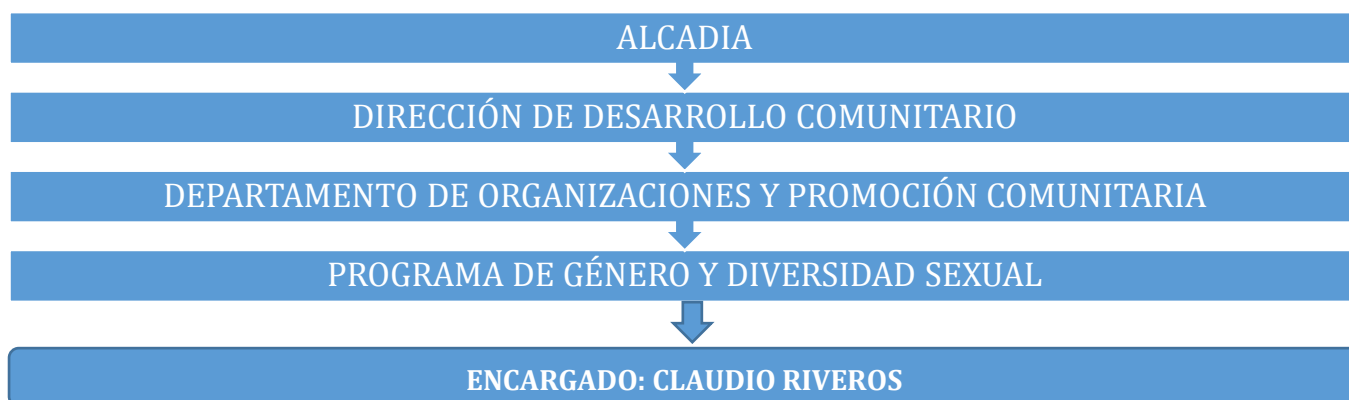 ALCADIA
DIRECCIÓN DE DESARROLLO COMUNITARIO
DEPARTAMENTO DE ORGANIZACIONES Y PROMOCIÓN COMUNITARIA
PROGRAMA DE GÉNERO Y DIVERSIDAD SEXUAL
ENCARGADO: CLAUDIO RIVEROS